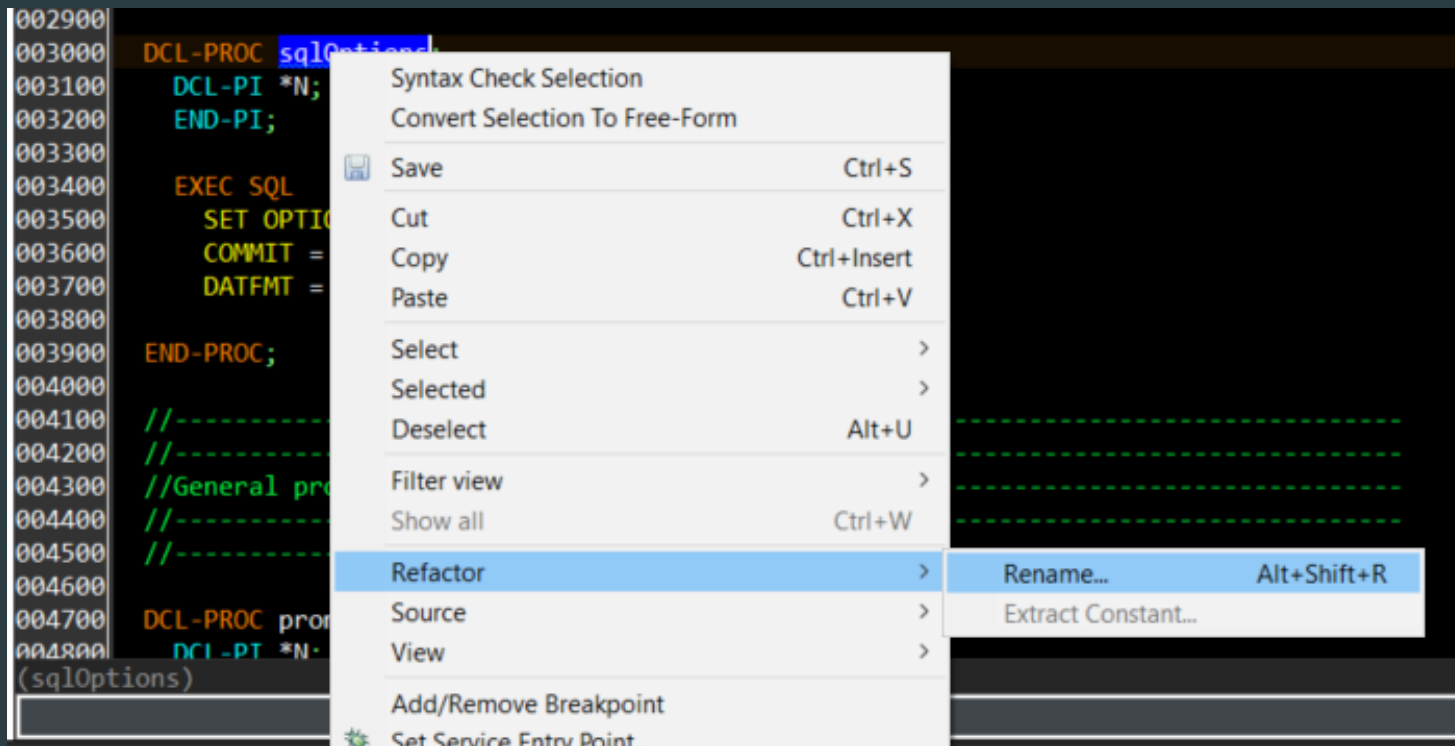 002900
003000 DCL-PROC sqlOptions;
003100 DCL-PI *N;
003200 END-PI;
003300
003400 EXEC SQL
003500 SET OPTIO
003600 COMMIT =
003700 DATFMT =
003800
003900 END-PROC;
004000
004100 //-----------
004200 //-----------
004300 //General pro
004400 //-----------
004500 //-----------
004600
004700 DCL-PROC pro
004800 DCL-PI *N;
(sqlOptions)
Syntax Check Selection
Convert Selection To Free-Form
Save Ctrl+S
Cut Ctrl+X
Copy Ctrl+Insert
Paste Ctrl+V
Select >
Selected >
Deselect Alt+U
Filter view >
Show all Ctrl+W
Refactor >
Source >
View >
Add/Remove Breakpoint
Set Service Entry Point
Rename... Alt+Shift+R
Extract Constant...